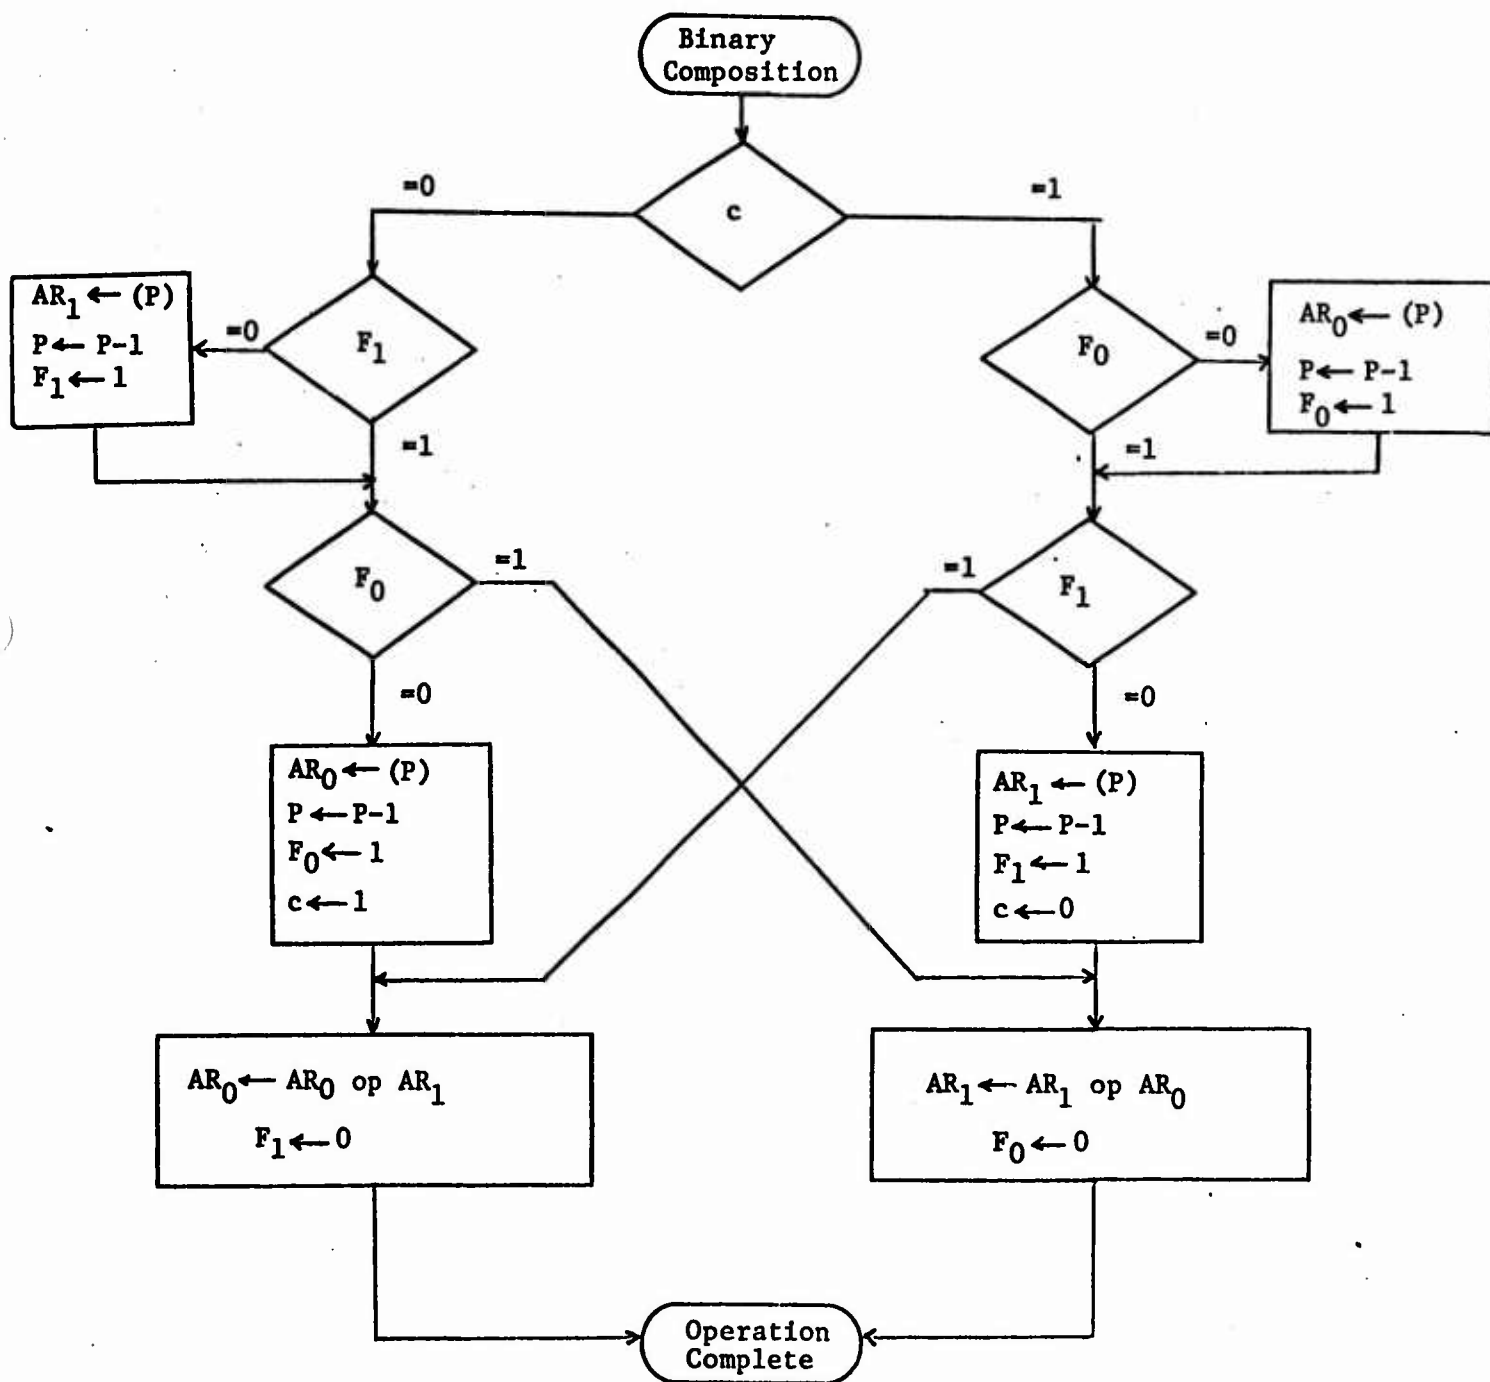 Binary
Composition
c
=0
=1
AR1 ← (P)
P ← P-1
F1 ← 1
=0
F1
=1
F0
=0
AR0 ← (P)
P ← P-1
F0 ← 1
=1
F0
=1
=0
=1
F1
=0
AR0 ← (P)
P ← P-1
F0 ← 1
c ← 1
AR1 ← (P)
P ← P-1
F1 ← 1
c ← 0
AR0 ← AR0 op AR1
F1 ← 0
AR1 ← AR1 op AR0
F0 ← 0
Operation
Complete